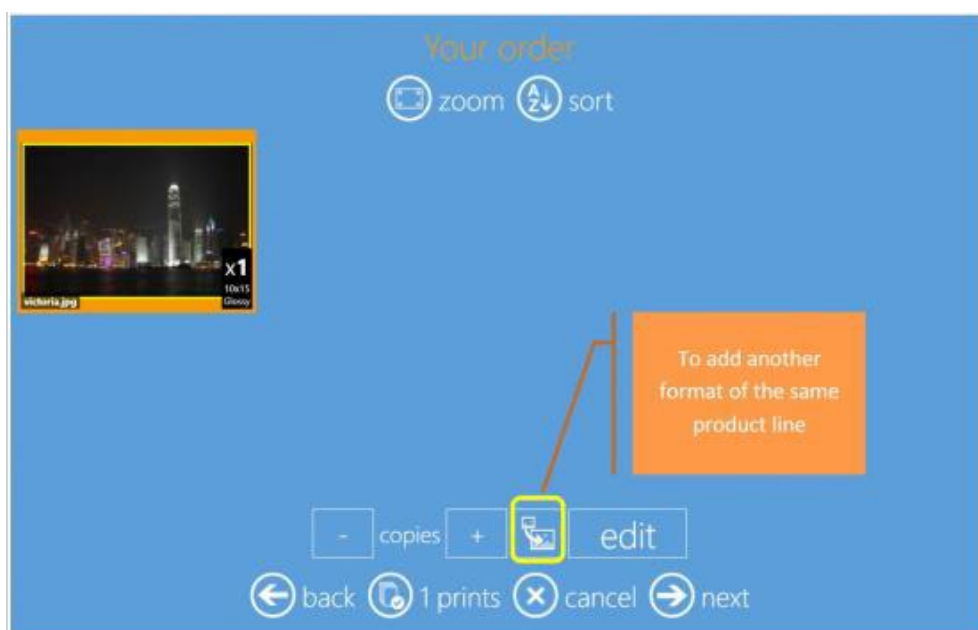 Your order
zoom sort
x1
10x15
victoria.jpg Glossy
To add another
format of the same
product line
- copies + edit
back 1 prints cancel next